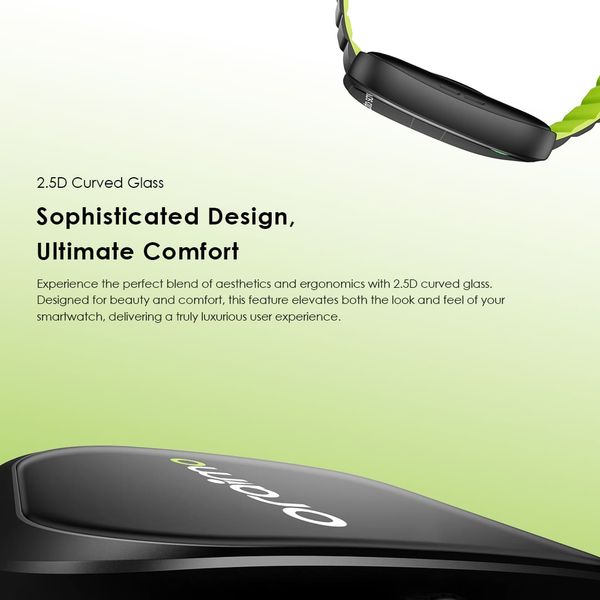 2.5D Curved Glass
Sophisticated Design,
Ultimate Comfort
Experience the perfect blend of aesthetics and ergonomics with 2.5D curved glass.
Designed for beauty and comfort, this feature elevates both the look and feel of your
smartwatch, delivering a truly luxurious user experience.
oraimo